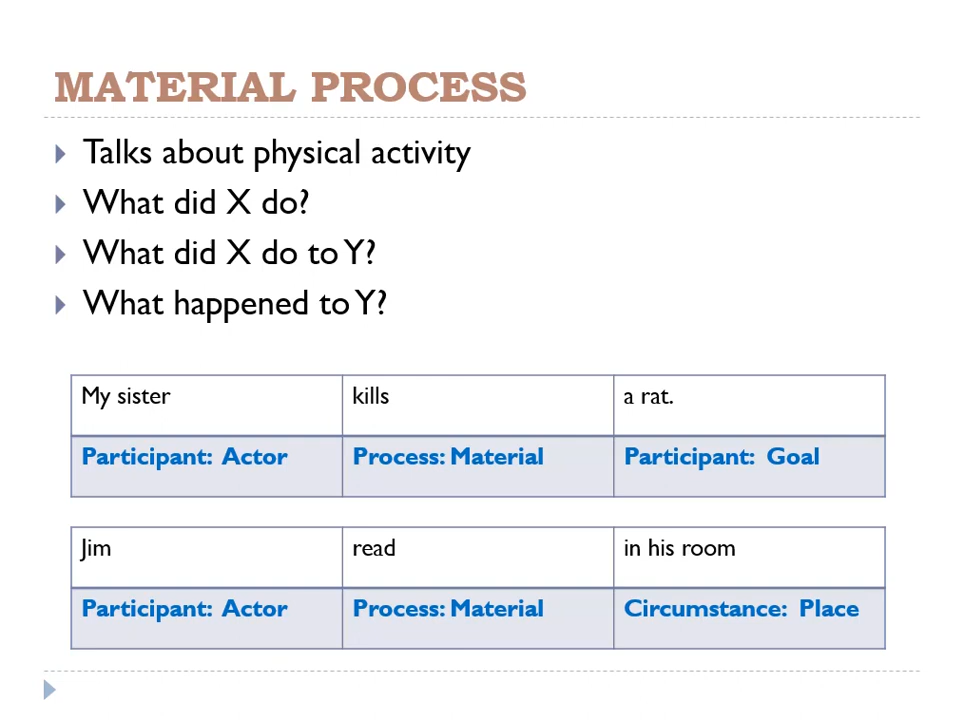 MATERIAL PROCESS
Talks about physical activity
What did X do?
What did X do to Y?
What happened to Y?
My sister kills a rat.
Participant: Actor Process: Material Participant: Goal
Jim read in his room
Participant: Actor Process: Material Circumstance: Place